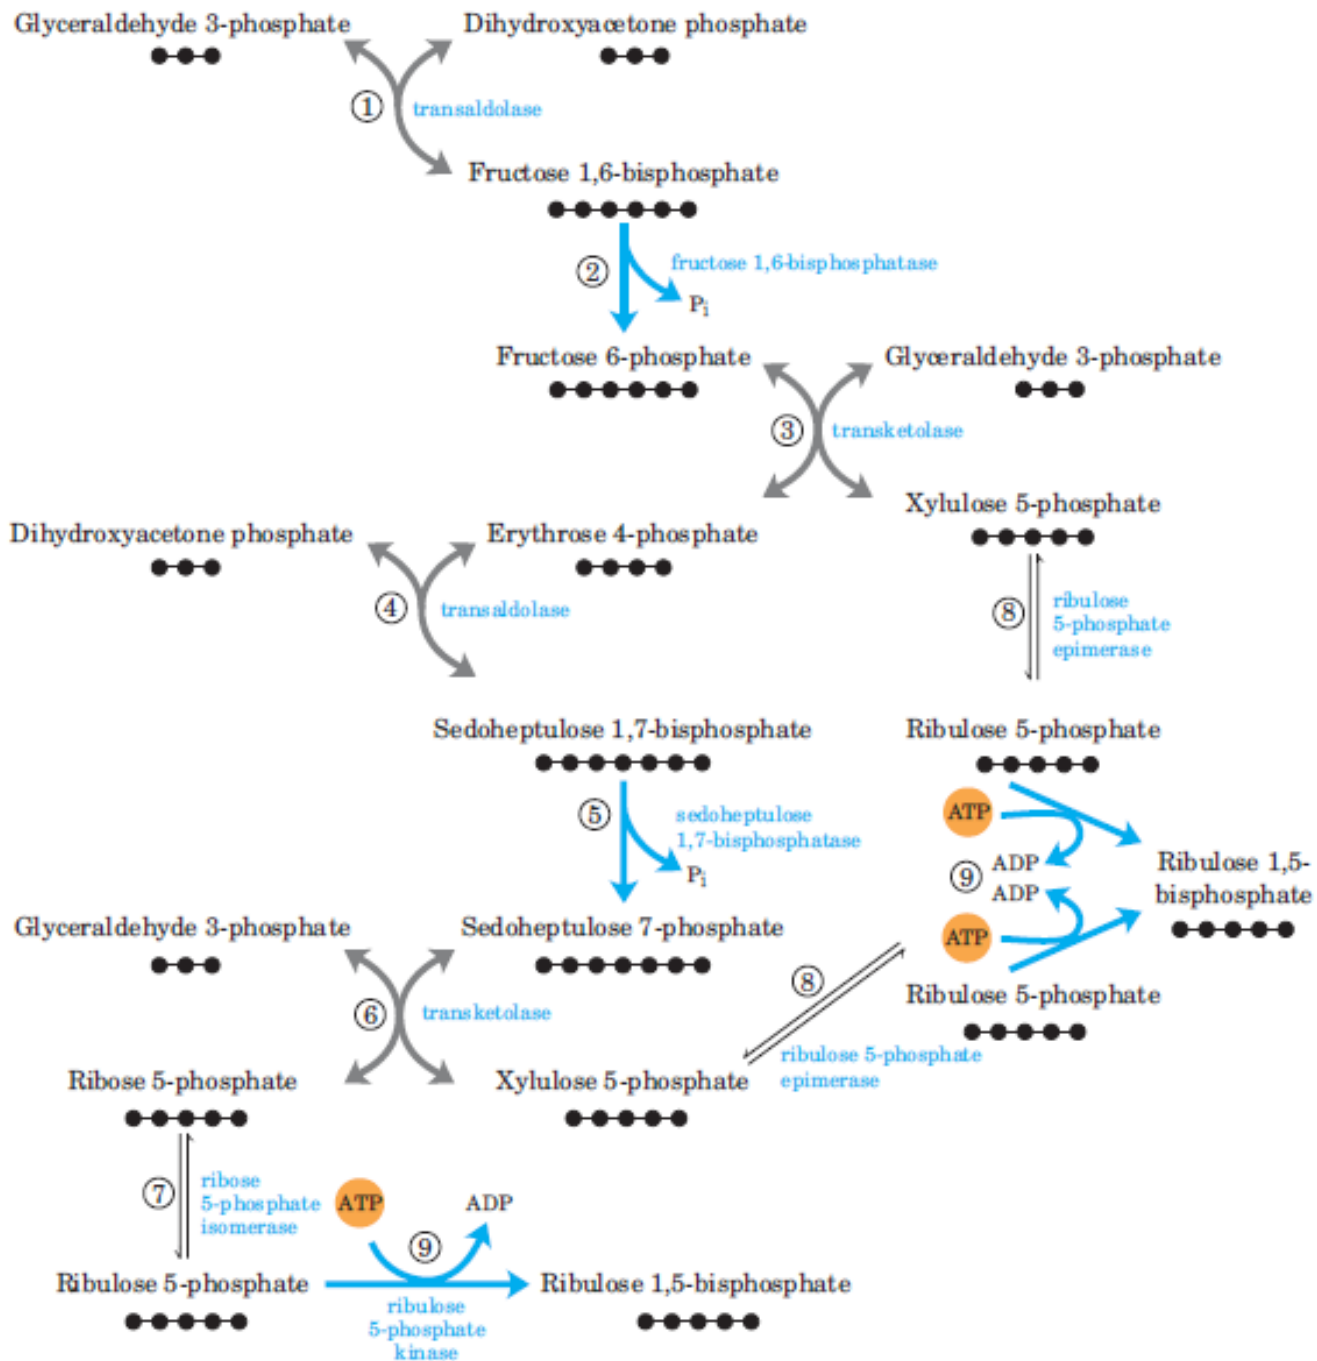 Glyceraldehyde 3-phosphate
Dihydroxyacetone phosphate
1
transaldolase
Fructose 1,6-bisphosphate
2
fructose 1,6-bisphosphatase
Pi
Fructose 6-phosphate
Glyceraldehyde 3-phosphate
3
transketolase
Xylulose 5-phosphate
Dihydroxyacetone phosphate
Erythrose 4-phosphate
4
transaldolase
8
ribulose
5-phosphate
epimerase
Sedoheptulose 1,7-bisphosphate
Ribulose 5-phosphate
5
sedoheptulose
1,7-bisphosphatase
Pi
ATP
ADP
9
ADP
ATP
Ribulose 1,5-
bisphosphate
Glyceraldehyde 3-phosphate
Sedoheptulose 7-phosphate
8
Ribulose 5-phosphate
6
transketolase
ribulose 5-phosphate
epimerase
Ribose 5-phosphate
Xylulose 5-phosphate
7
ribose
5-phosphate
isomerase
ATP
ADP
9
Ribulose 5-phosphate
Ribulose 1,5-bisphosphate
ribulose
5-phosphate
kinase